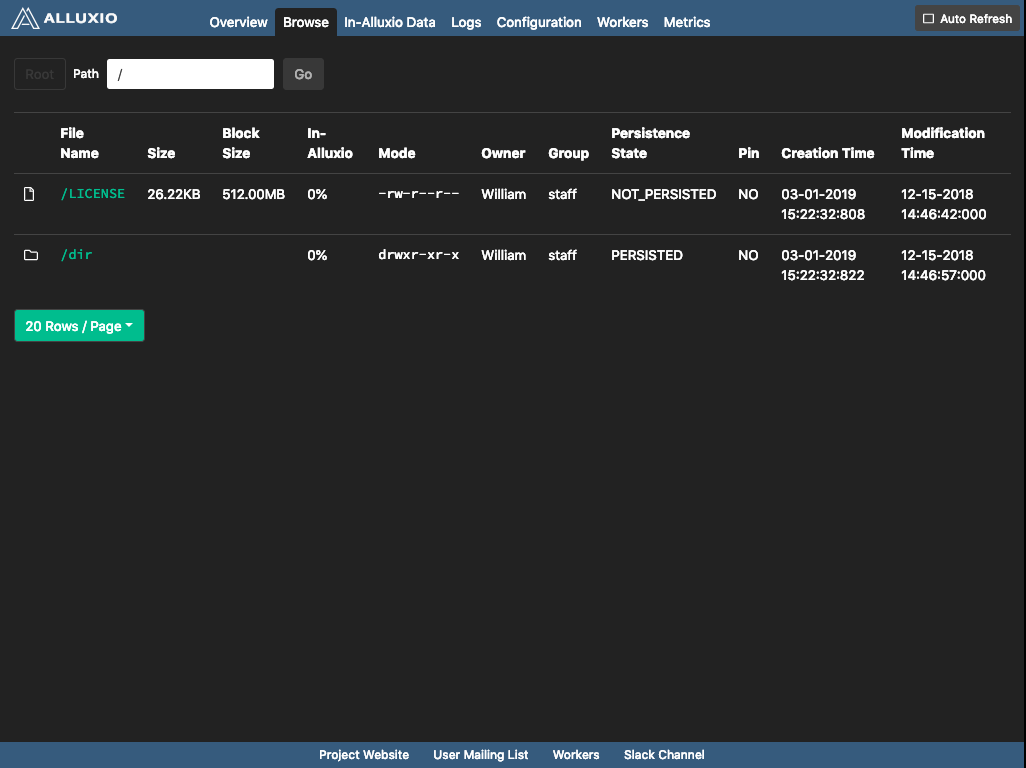 ALLUXIO Overview Browse In-Alluxio Data Logs Configuration Workers Metrics Auto Refresh
Root Path / Go
File Name Size Block Size In-Alluxio Mode Owner Group Persistence State Pin Creation Time Modification Time
/LICENSE 26.22KB 512.00MB 0% -rw-r--r-- William staff NOT_PERSISTED NO 03-01-2019 15:22:32:808 12-15-2018 14:46:42:000
/dir 0% drwxr-xr-x William staff PERSISTED NO 03-01-2019 15:22:32:822 12-15-2018 14:46:57:000
20 Rows / Page
Project Website User Mailing List Workers Slack Channel